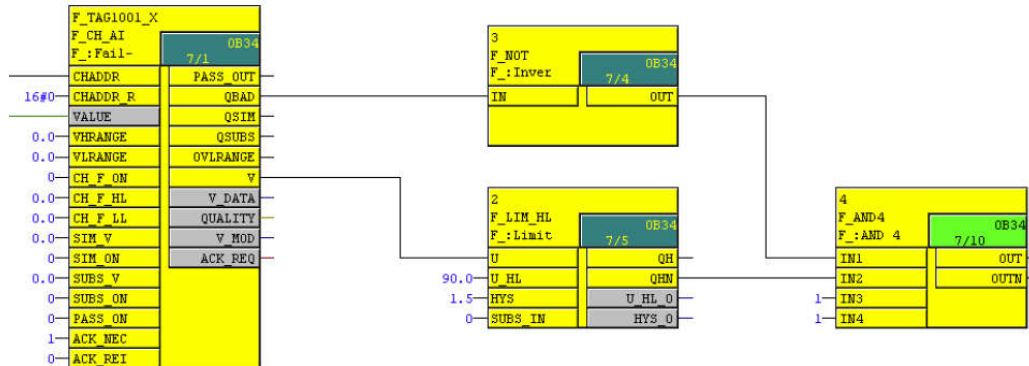 F_TAG1001_X
F_CH_AI
F_:Fail-
0B34
7/1
CHADDR
PASS_OUT
16#0
CHADDR_R
QBAD
VALUE
QSIM
0.0
VHRANGE
QSUBS
0.0
VLRANGE
OVLRANGE
0
CH_F_ON
V
0.0
CH_F_HL
V_DATA
0.0
CH_F_LL
QUALITY
0.0
SIM_V
V_MOD
0
SIM_ON
ACK_REQ
0.0
SUBS_V
0
SUBS_ON
0
PASS_ON
1
ACK_NEC
0
ACK_REI
3
F_NOT
F_:Inver
0B34
7/4
IN
OUT
2
F_LIM_HL
F_:Limit
0B34
7/5
U
QH
90.0
U_HL
QHN
1.5
HYS
U_HL_O
0
SUBS_IN
HYS_O
4
F_AND4
F_:AND 4
0B34
7/10
IN1
OUT
IN2
OUTN
1
IN3
1
IN4